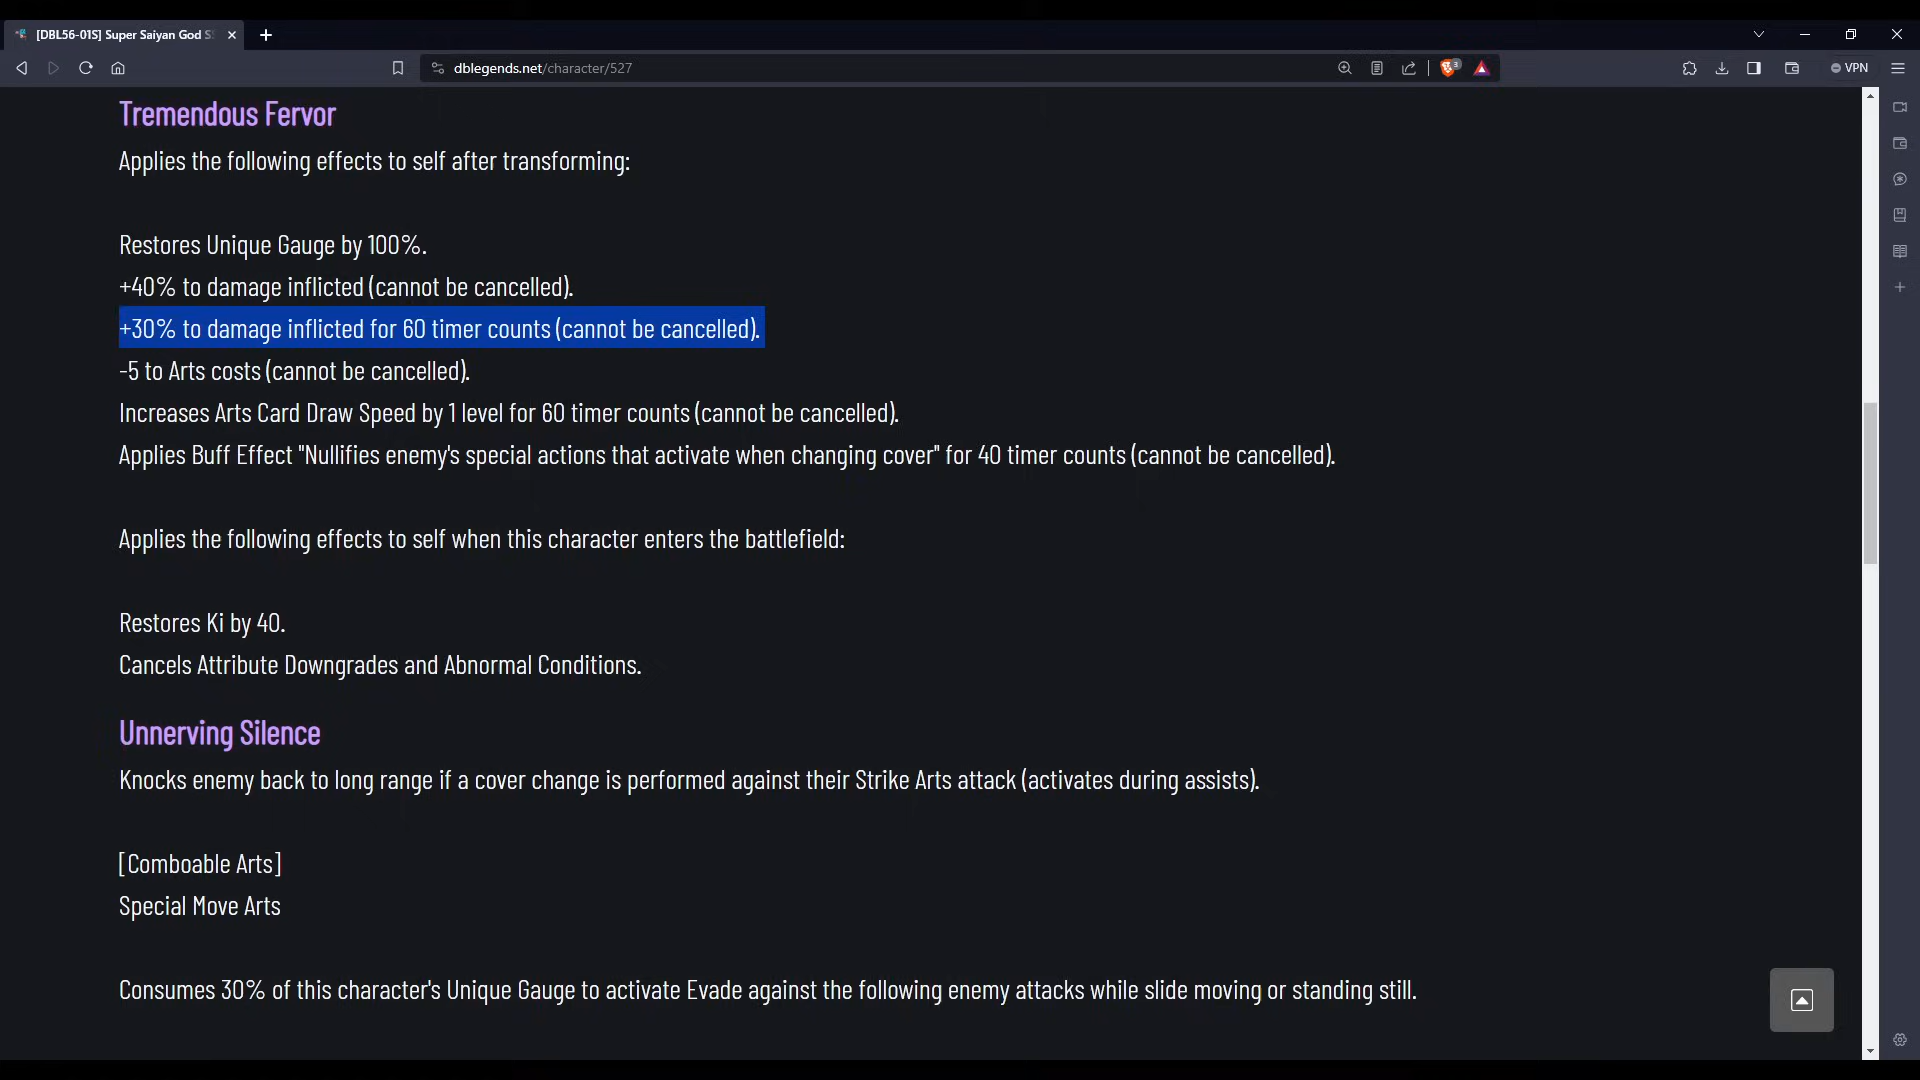 [DBL56-01S] Super Saiyan God S
dblegends.net/character/527
3
VPN
Tremendous Fervor
Applies the following effects to self after transforming:
Restores Unique Gauge by 100%.
+40% to damage inflicted (cannot be cancelled).
+30% to damage inflicted for 60 timer counts (cannot be cancelled).
-5 to Arts costs (cannot be cancelled).
Increases Arts Card Draw Speed by 1 level for 60 timer counts (cannot be cancelled).
Applies Buff Effect "Nullifies enemy's special actions that activate when changing cover" for 40 timer counts (cannot be cancelled).
Applies the following effects to self when this character enters the battlefield:
Restores Ki by 40.
Cancels Attribute Downgrades and Abnormal Conditions.
Unnerving Silence
Knocks enemy back to long range if a cover change is performed against their Strike Arts attack (activates during assists).
[Comboable Arts]
Special Move Arts
Consumes 30% of this character's Unique Gauge to activate Evade against the following enemy attacks while slide moving or standing still.